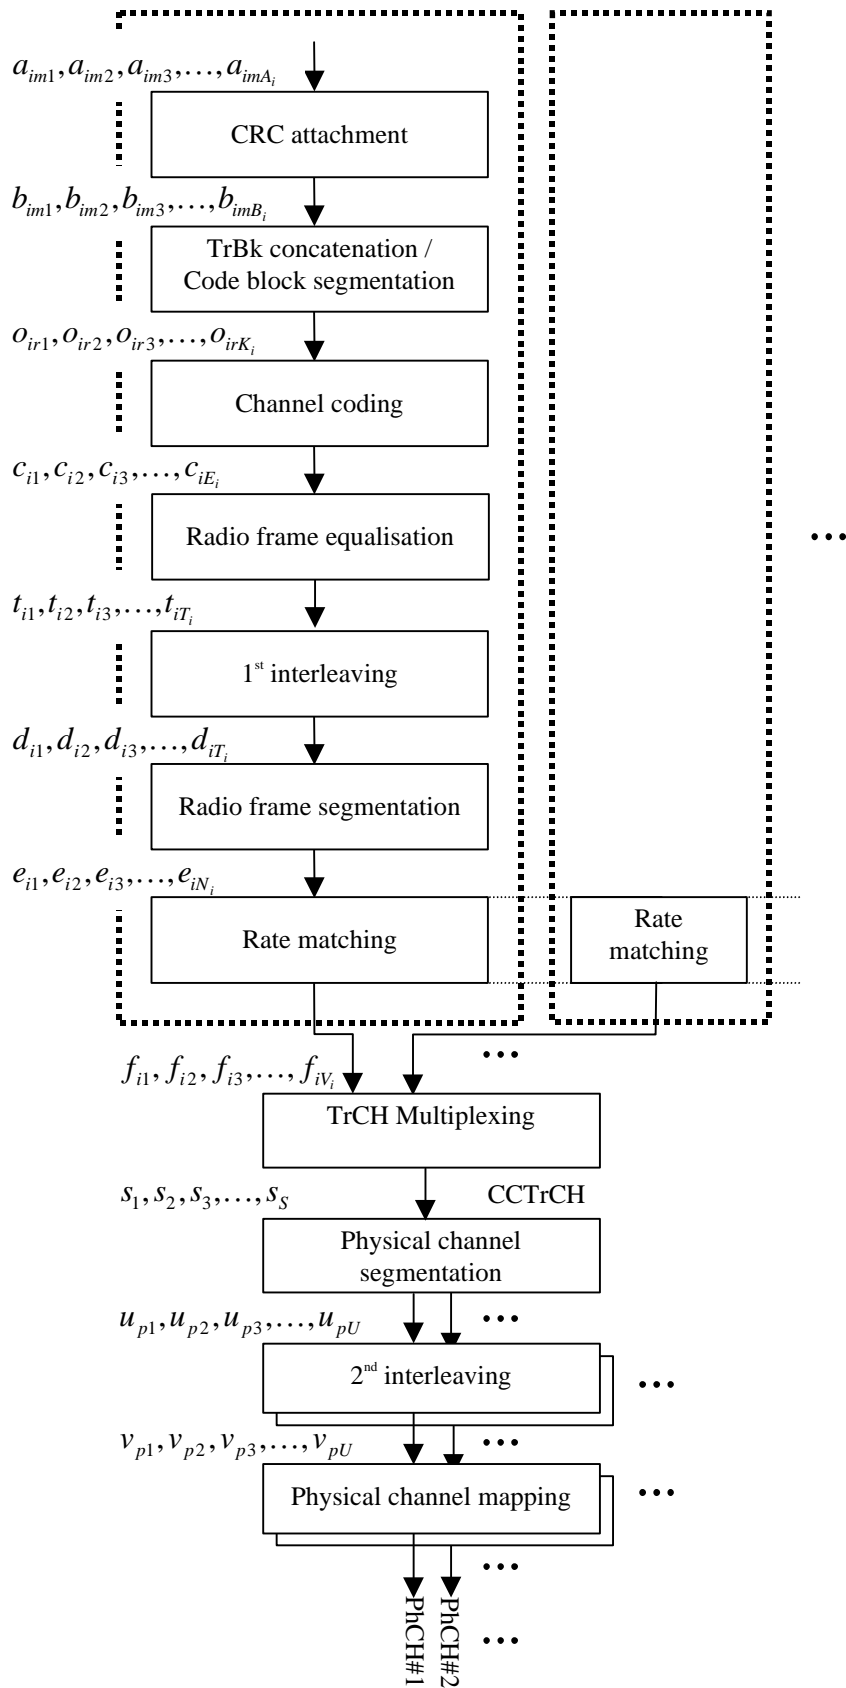 a_{im1}, a_{im2}, a_{im3}, …, a_{imA_i}
CRC attachment
b_{im1}, b_{im2}, b_{im3}, …, b_{imB_i}
TrBk concatenation /
Code block segmentation
o_{ir1}, o_{ir2}, o_{ir3}, …, o_{irK_i}
Channel coding
c_{i1}, c_{i2}, c_{i3}, …, c_{iE_i}
Radio frame equalisation
…
t_{i1}, t_{i2}, t_{i3}, …, t_{iT_i}
1^{st} interleaving
d_{i1}, d_{i2}, d_{i3}, …, d_{iT_i}
Radio frame segmentation
e_{i1}, e_{i2}, e_{i3}, …, e_{iN_i}
Rate matching
Rate
matching
…
f_{i1}, f_{i2}, f_{i3}, …, f_{iV_i}
TrCH Multiplexing
s_1, s_2, s_3, …, s_S
CCTrCH
Physical channel
segmentation
u_{p1}, u_{p2}, u_{p3}, …, u_{pU}
…
2^{nd} interleaving
…
v_{p1}, v_{p2}, v_{p3}, …, v_{pU}
…
Physical channel mapping
…
…
PhCH#1
PhCH#2
…